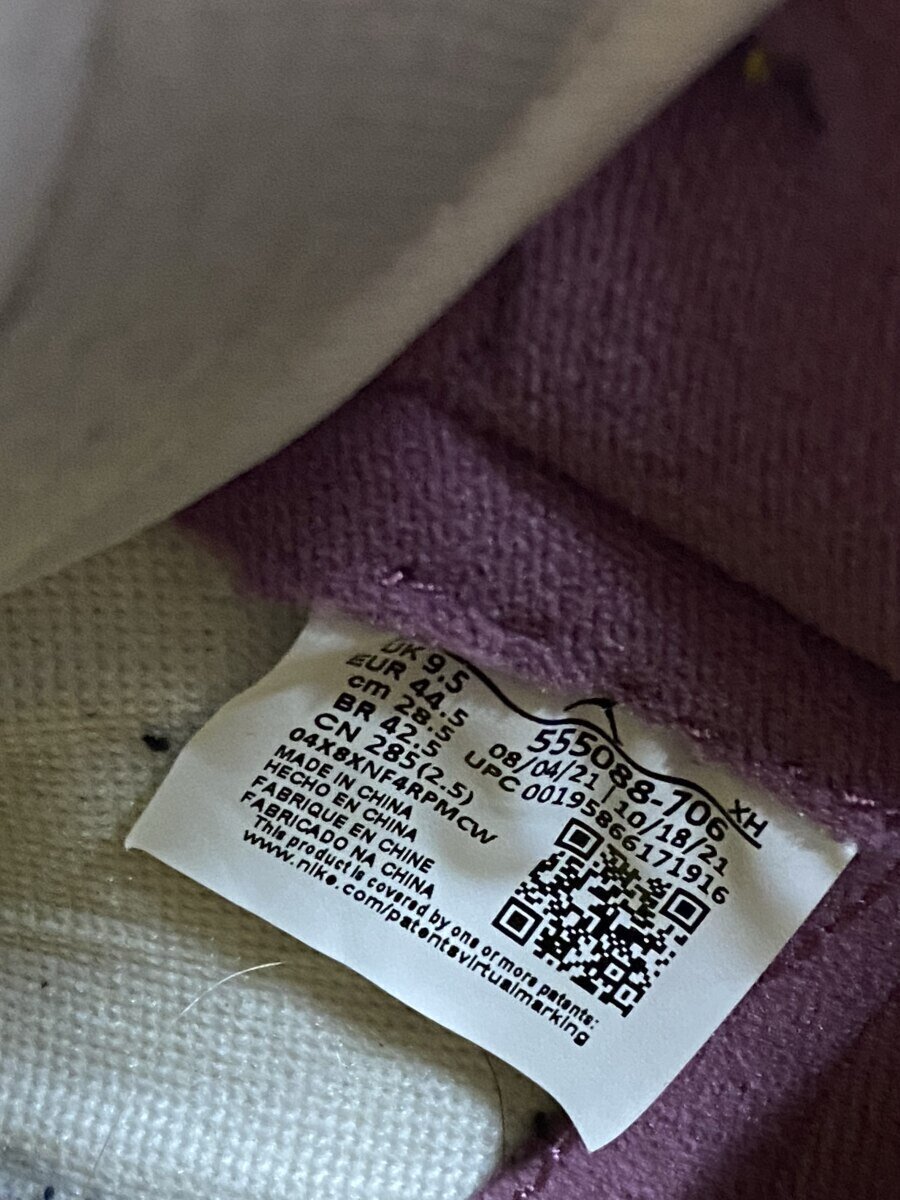 UK 9.5
EUR 44.5
cm 28.5
BR 42.5
CN 285(2.5)
04X8XNF4RPMCW
MADE IN CHINA
HECHO EN CHINA
FABRIQUE EN CHINE
FABRICADO NA CHINA
This product is covered by one or more patents:
www.nike.com/patentsvirtualmarking
555088-706 XH
08/04/21 | 10/18/21
UPC 00195866171916